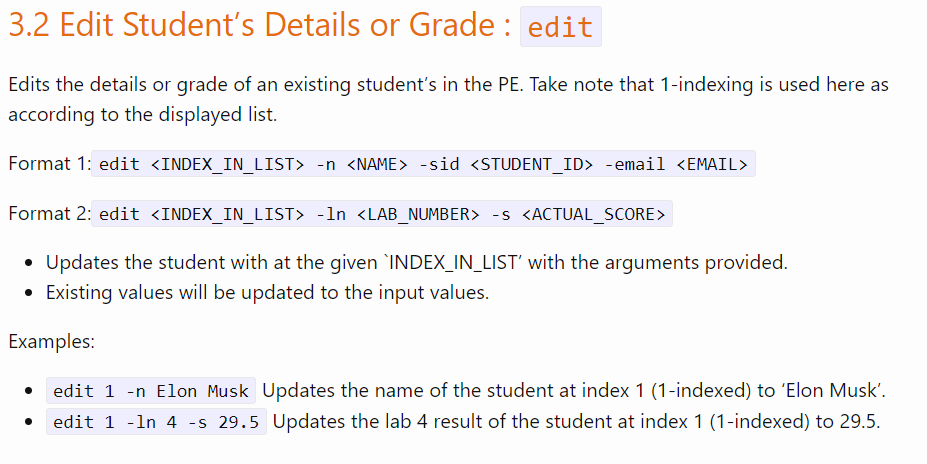 3.2 Edit Student’s Details or Grade : edit
Edits the details or grade of an existing student’s in the PE. Take note that 1-indexing is used here as
according to the displayed list.
Format 1: edit <INDEX_IN_LIST> -n <NAME> -sid <STUDENT_ID> -email <EMAIL>
Format 2: edit <INDEX_IN_LIST> -ln <LAB_NUMBER> -s <ACTUAL_SCORE>
• Updates the student with at the given `INDEX_IN_LIST’ with the arguments provided.
• Existing values will be updated to the input values.
Examples:
• edit 1 -n Elon Musk Updates the name of the student at index 1 (1-indexed) to ‘Elon Musk’.
• edit 1 -ln 4 -s 29.5 Updates the lab 4 result of the student at index 1 (1-indexed) to 29.5.